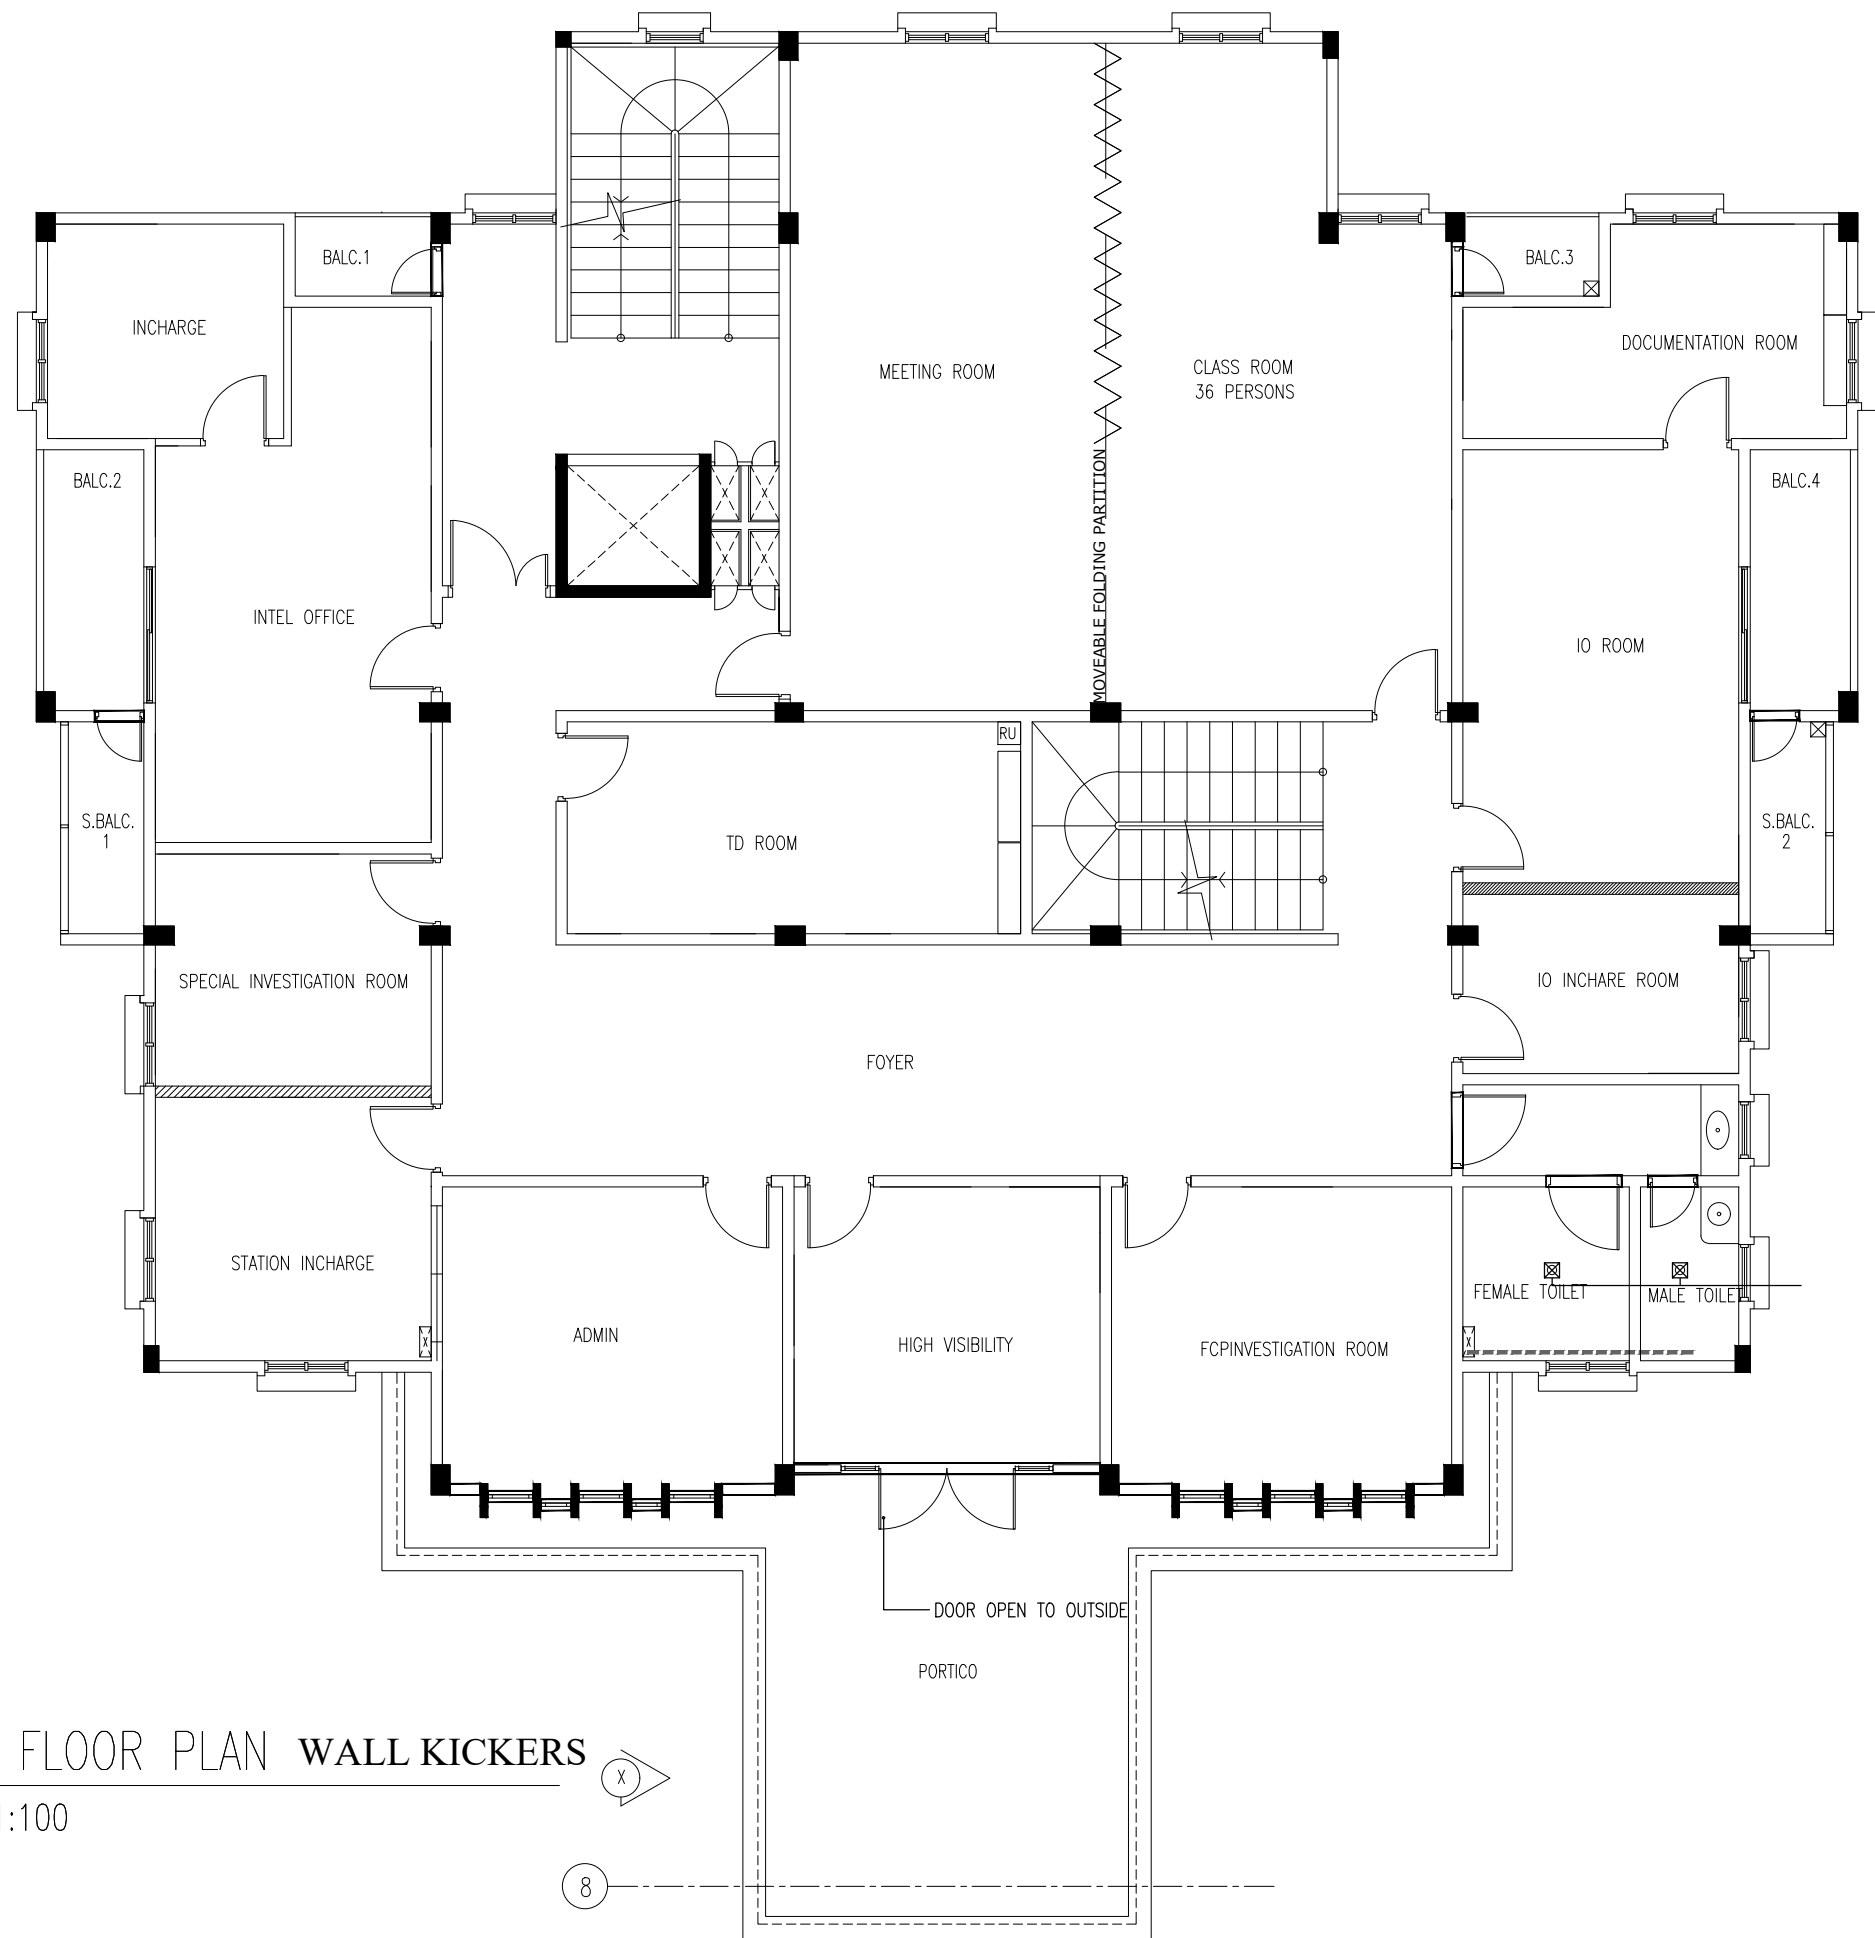 BALC.1
BALC.3
INCHARGE
DOCUMENTATION ROOM
MEETING ROOM
CLASS ROOM
36 PERSONS
BALC.2
BALC.4
X X
X X
MOVEABLE FOLDING PARTITION
INTEL OFFICE
IO ROOM
RU
S.BALC.
1
TD ROOM
S.BALC.
2
SPECIAL INVESTIGATION ROOM
IO INCHARE ROOM
FOYER
STATION INCHARGE
FEMALE TOILET
MALE TOILET
ADMIN
HIGH VISIBILITY
FCPINVESTIGATION ROOM
X
X
DOOR OPEN TO OUTSIDE
PORTICO
FLOOR PLAN WALL KICKERS
X
:100
8